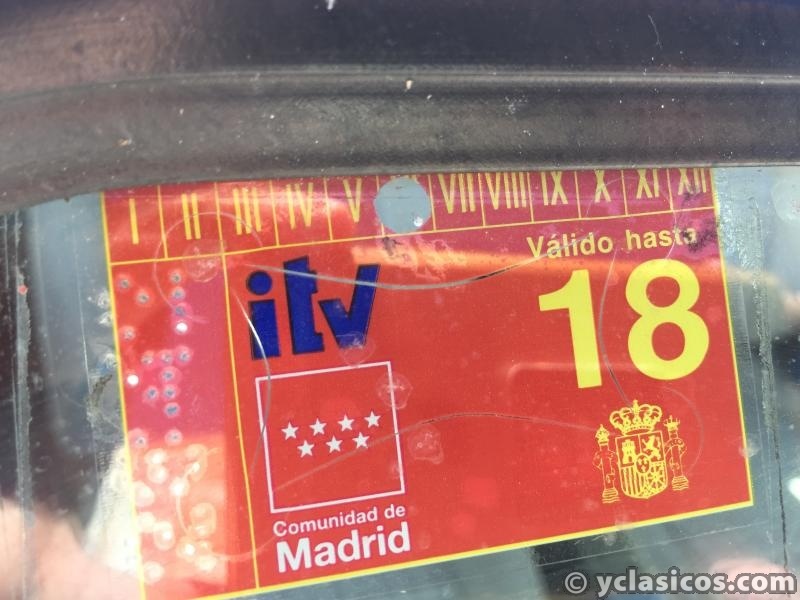 I II III IV V VII VIII IX X XI XII
Válido hasta
itv
18
Comunidad de
Madrid
© yclasicos.com